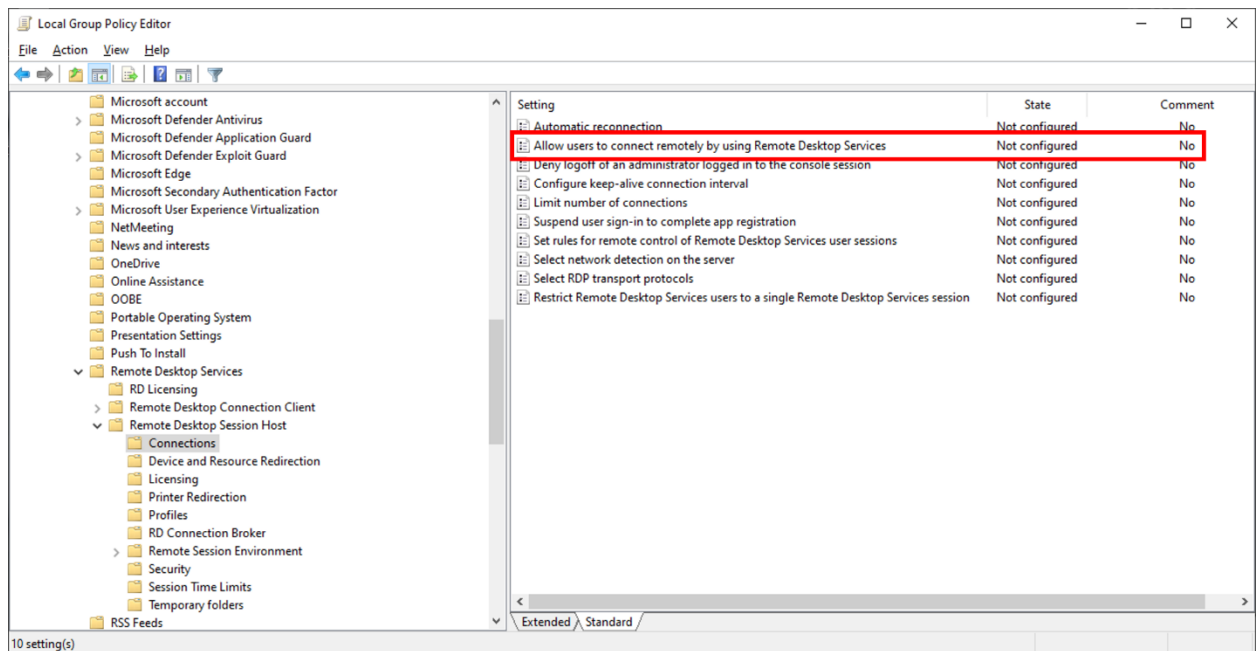 Local Group Policy Editor
File Action View Help
Microsoft account
Microsoft Defender Antivirus
Microsoft Defender Application Guard
Microsoft Defender Exploit Guard
Microsoft Edge
Microsoft Secondary Authentication Factor
Microsoft User Experience Virtualization
NetMeeting
News and interests
OneDrive
Online Assistance
OOBE
Portable Operating System
Presentation Settings
Push To Install
Remote Desktop Services
RD Licensing
Remote Desktop Connection Client
Remote Desktop Session Host
Connections
Device and Resource Redirection
Licensing
Printer Redirection
Profiles
RD Connection Broker
Remote Session Environment
Security
Session Time Limits
Temporary folders
RSS Feeds
Setting State Comment
Automatic reconnection Not configured No
Allow users to connect remotely by using Remote Desktop Services Not configured No
Deny logoff of an administrator logged in to the console session Not configured No
Configure keep-alive connection interval Not configured No
Limit number of connections Not configured No
Suspend user sign-in to complete app registration Not configured No
Set rules for remote control of Remote Desktop Services user sessions Not configured No
Select network detection on the server Not configured No
Select RDP transport protocols Not configured No
Restrict Remote Desktop Services users to a single Remote Desktop Services session Not configured No
Extended Standard
10 setting(s)